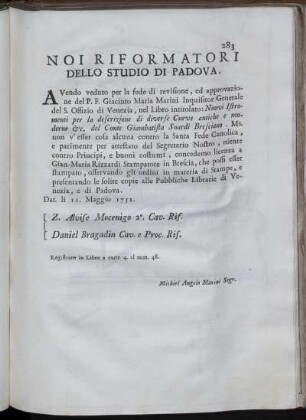 283
NOI RIFORMATORI
DELLO STUDIO DI PADOVA.
AVendo veduto per la fede di revisione, ed approvazio-
ne del P. F. Giacinto Maria Marini Inquisitor Generale
del S. Offizio di Venezia, nel Libro intitolato: Nuovi Istro-
menti per la descrizione di diverse Curve antiche e mo-
derne &c. del Conte Giambatista Suardi Bresciano. Ms.
non v'esser cosa alcuna contro la Santa Fede Cattolica,
e parimente per attestato del Segretario Nostro, niente
contro Principi, e buoni costumi, concedemo licenza a
Gian-Maria Rizzardi Stampatore in Brescia, che possi esser
stampato, osservando gli ordini in materia di Stampe, e
presentando le solite copie alle Pubbliche Librarie di Ve-
nezia, e di Padova.
Dat. li 12. Maggio 1752.
[ Z. Alvise Mocenigo 2°. Cav. Rif.
[ Daniel Bragadin Cav. e Proc. Rif.
Registrato in Libro a carte 4. al num. 48.
Michiel Angelo Marini Segr.